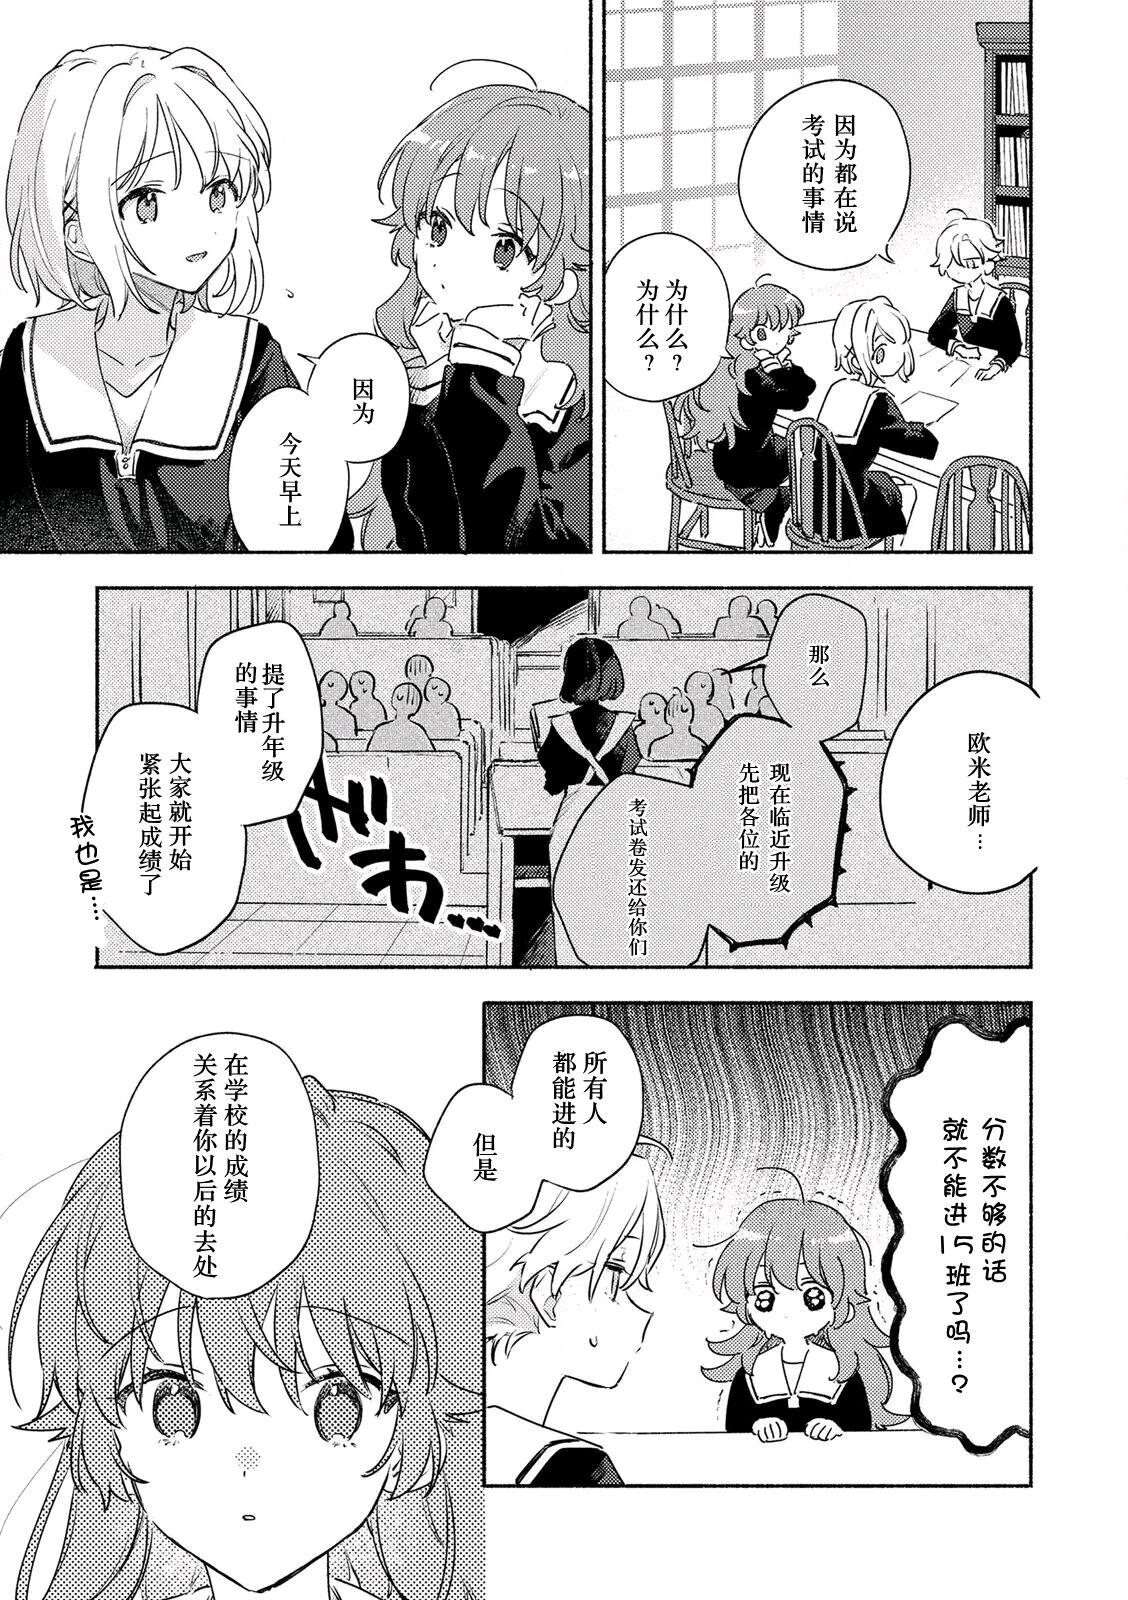 因为都在说
考试的事情
为什么？
为什么？
因为
今天早上
欧米老师…
那么
现在临近升级
先把各位的
考试卷发还给你们
提了升年级
的事情
大家就开始
紧张起成绩了
我也是……
分数不够的话
就不能进15班了吗…？
所有人
都能进的
但是
在学校的成绩
关系着你以后的去处